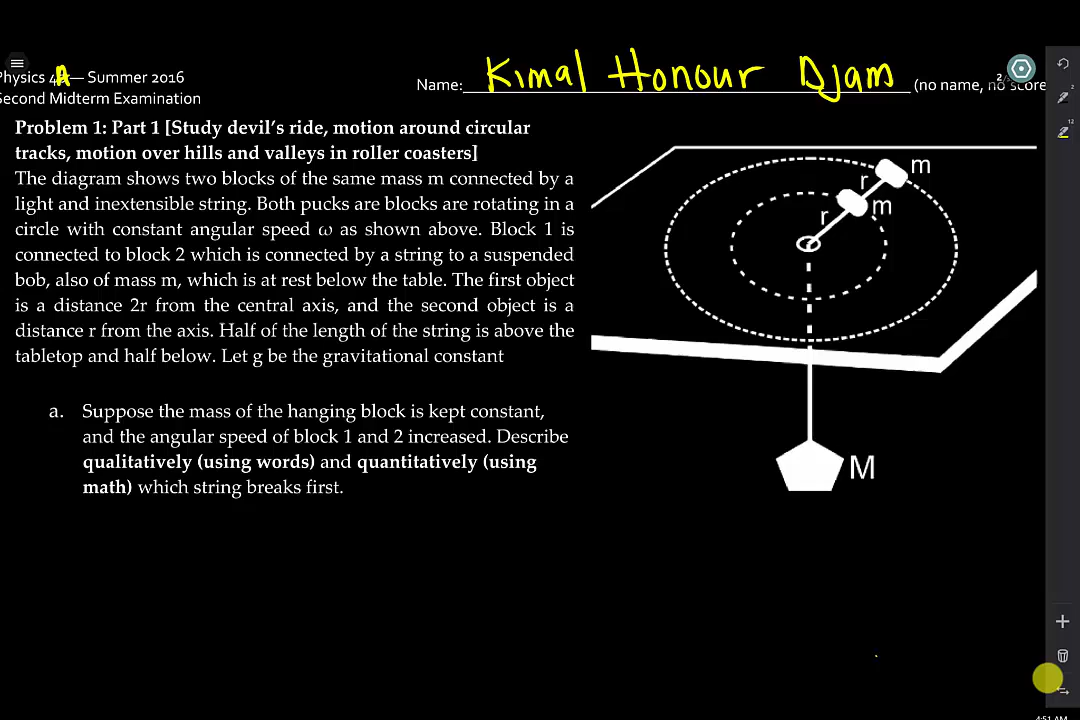 Physics 4A — Summer 2016
Second Midterm Examination
Name: Kimal Honour Djam (no name, no score
Problem 1: Part 1 [Study devil's ride, motion around circular
tracks, motion over hills and valleys in roller coasters]
The diagram shows two blocks of the same mass m connected by a
light and inextensible string. Both pucks are blocks are rotating in a
circle with constant angular speed ω as shown above. Block 1 is
connected to block 2 which is connected by a string to a suspended
bob, also of mass m, which is at rest below the table. The first object
is a distance 2r from the central axis, and the second object is a
distance r from the axis. Half of the length of the string is above the
tabletop and half below. Let g be the gravitational constant
a. Suppose the mass of the hanging block is kept constant,
and the angular speed of block 1 and 2 increased. Describe
qualitatively (using words) and quantitatively (using
math) which string breaks first.
m
r
m
r
M
2
12
4:51 AM